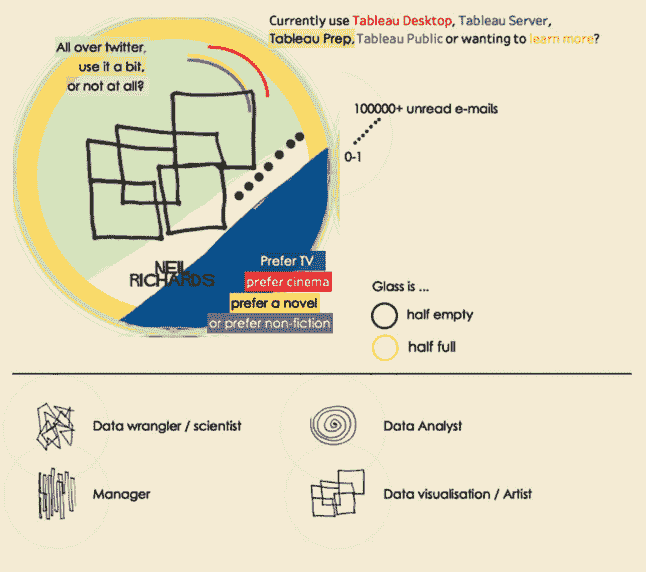 Currently use Tableau Desktop, Tableau Server,
Tableau Prep, Tableau Public or wanting to learn more?
All over twitter,
use it a bit,
or not at all?
100000+ unread e-mails
0-1
NEIL
RICHARDS
Prefer TV
prefer cinema
prefer a novel
or prefer non-fiction
Glass is ...
half empty
half full
Data wrangler / scientist
Data Analyst
Manager
Data visualisation / Artist